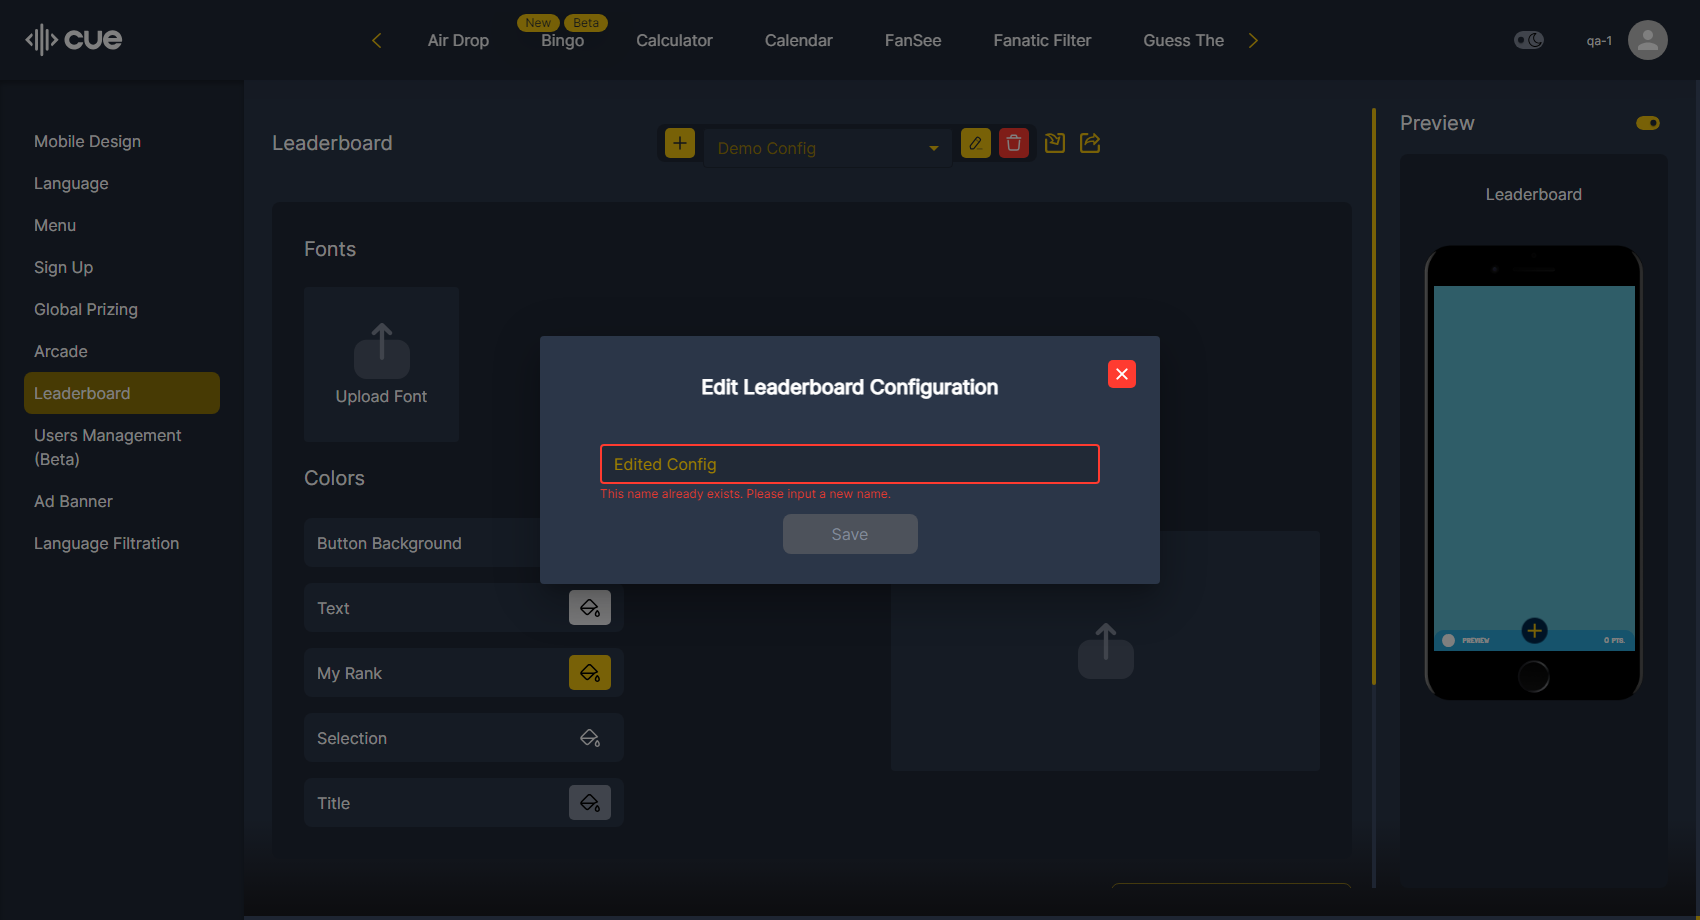 cue
Air Drop
New
Beta
Bingo
Calculator
Calendar
FanSee
Fanatic Filter
Guess The
qa-1
Mobile Design
Language
Menu
Sign Up
Global Prizing
Arcade
Leaderboard
Users Management
(Beta)
Ad Banner
Language Filtration
Leaderboard
Demo Config
Fonts
Upload Font
Colors
Button Background
Text
My Rank
Selection
Title
Edit Leaderboard Configuration
Edited Config
This name already exists. Please input a new name.
Save
Preview
Leaderboard
PREVIEW
0 PTS.